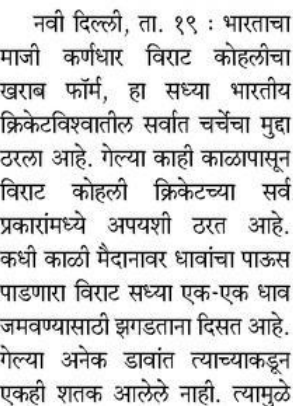 नवी दिल्ली, ता. १९ : भारताचा
माजी कर्णधार विराट कोहलीचा
खराब फॉर्म, हा सध्या भारतीय
क्रिकेटविश्वातील सर्वात चर्चेचा मुद्दा
ठरला आहे. गेल्या काही काळापासून
विराट कोहली क्रिकेटच्या सर्व
प्रकारांमध्ये अपयशी ठरत आहे.
कधी काळी मैदानावर धावांचा पाऊस
पाडणारा विराट सध्या एक-एक धाव
जमवण्यासाठी झगडताना दिसत आहे.
गेल्या अनेक डावांत त्याच्याकडून
एकही शतक आलेले नाही. त्यामुळे